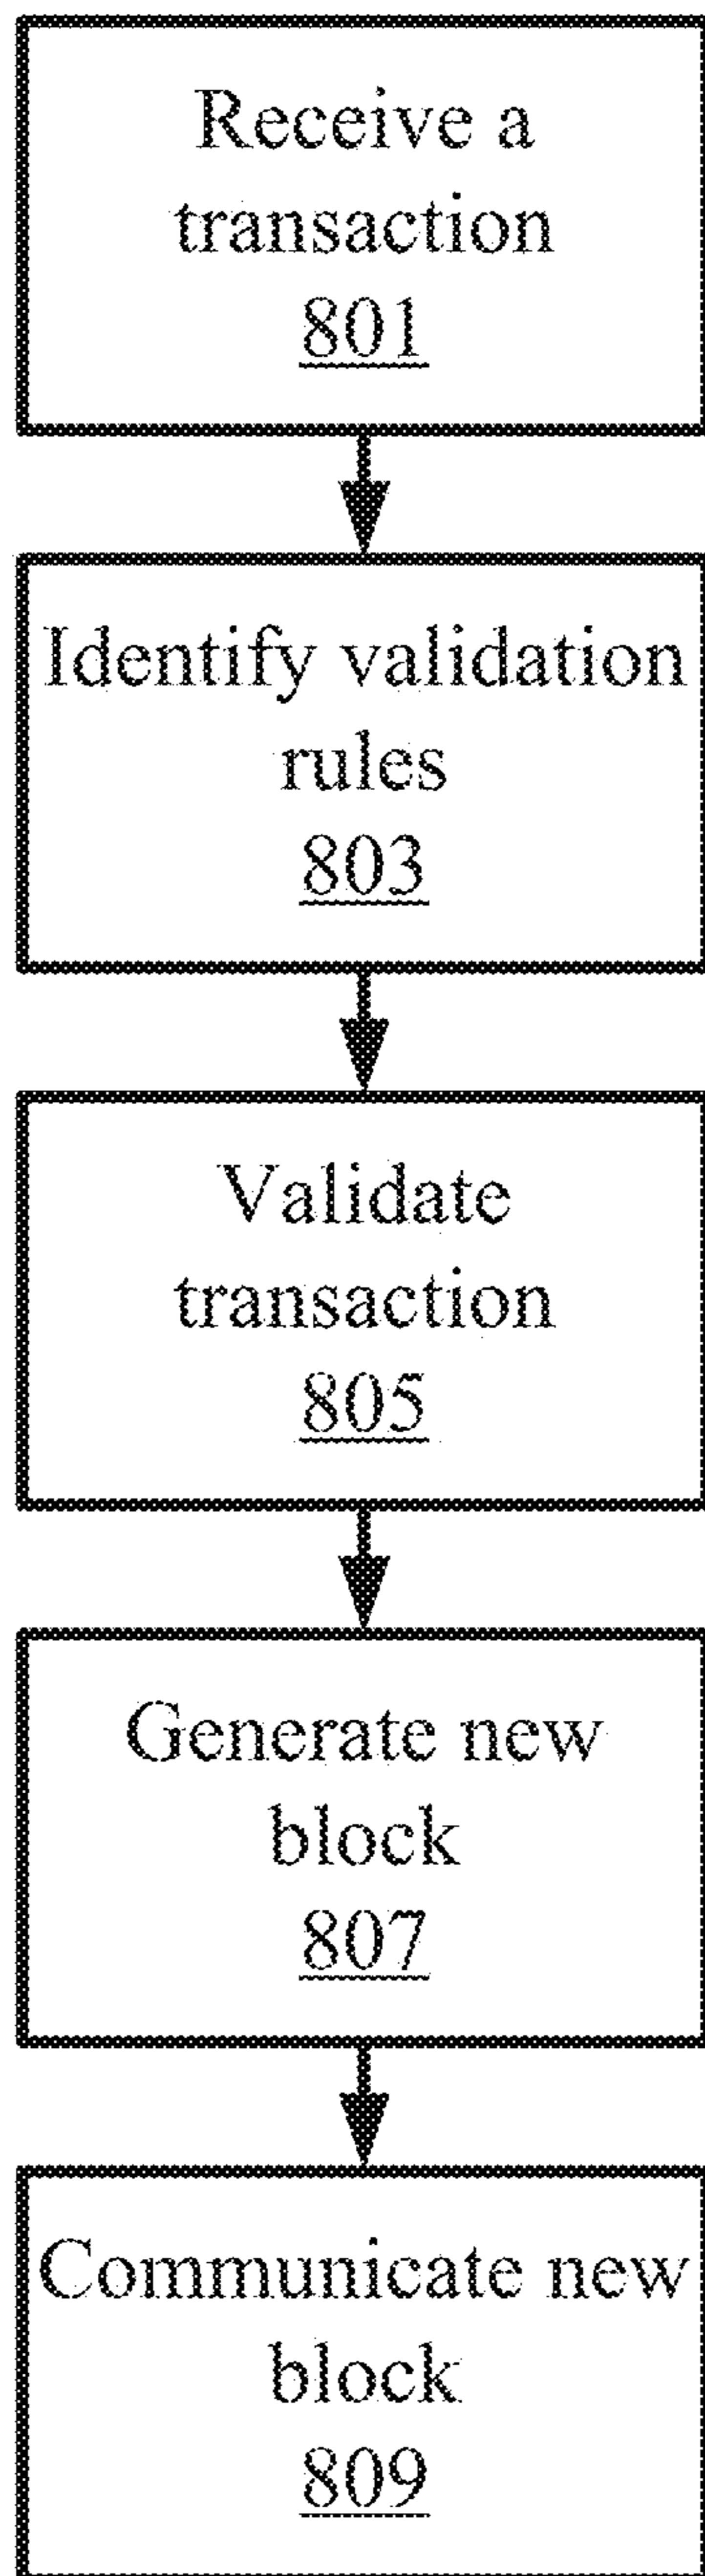 Receive a
transaction
801
Identify validation
rules
803
Validate
transaction
805
Generate new
block
807
Communicate new
block
809